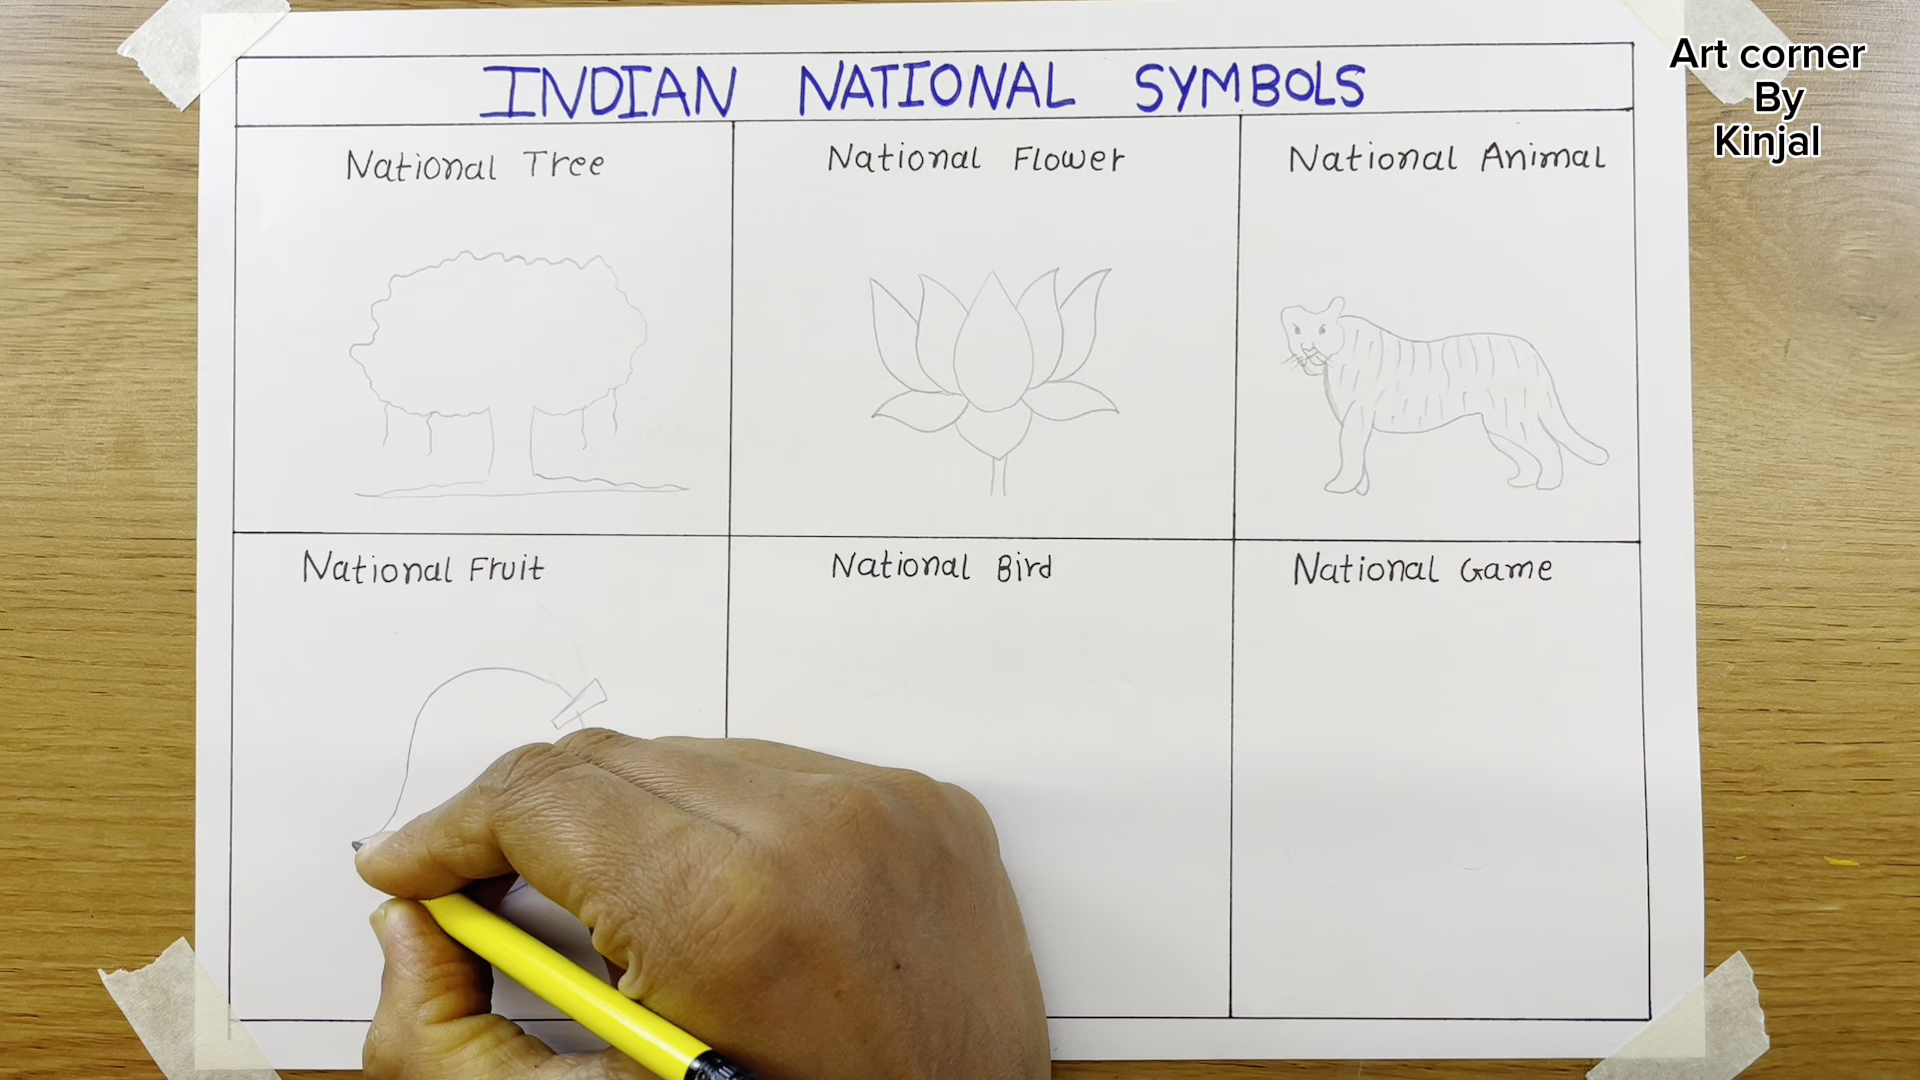 INDIAN NATIONAL SYMBOLS
Art corner
By
Kinjal
National Tree
National Flower
National Animal
National Fruit
National Bird
National Game